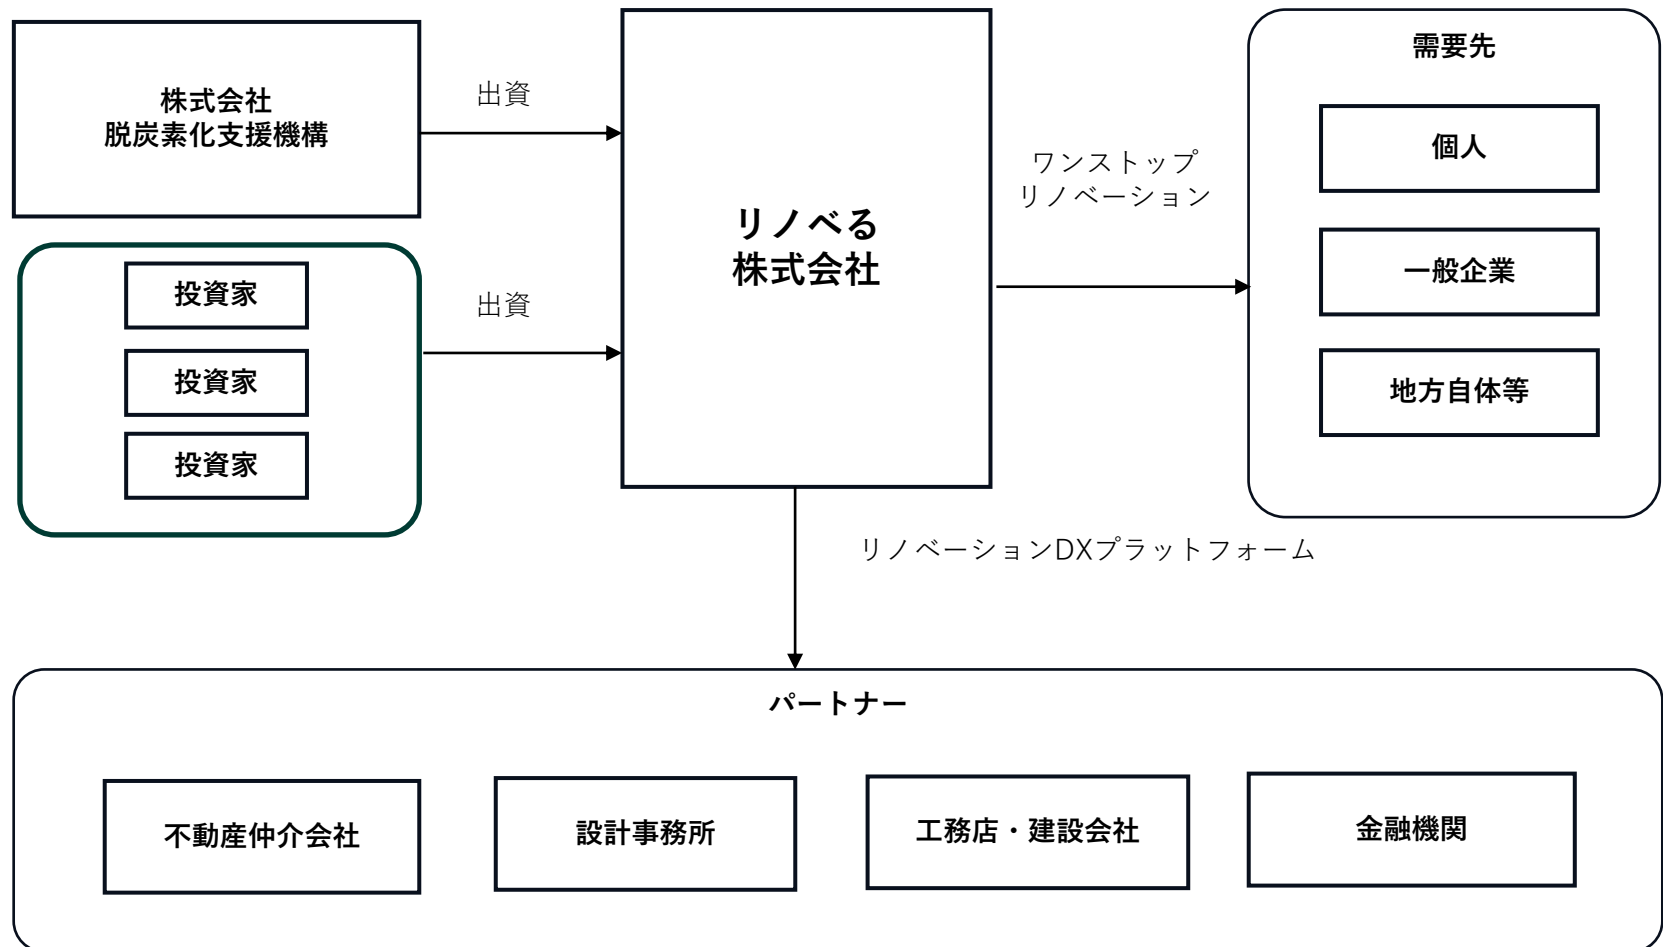 株式会社
脱炭素化支援機構
出資
投資家
投資家
投資家
出資
リノベる
株式会社
ワンストップ
リノベーション
需要先
個人
一般企業
地方自体等
リノベーションDXプラットフォーム
パートナー
不動産仲介会社
設計事務所
工務店・建設会社
金融機関